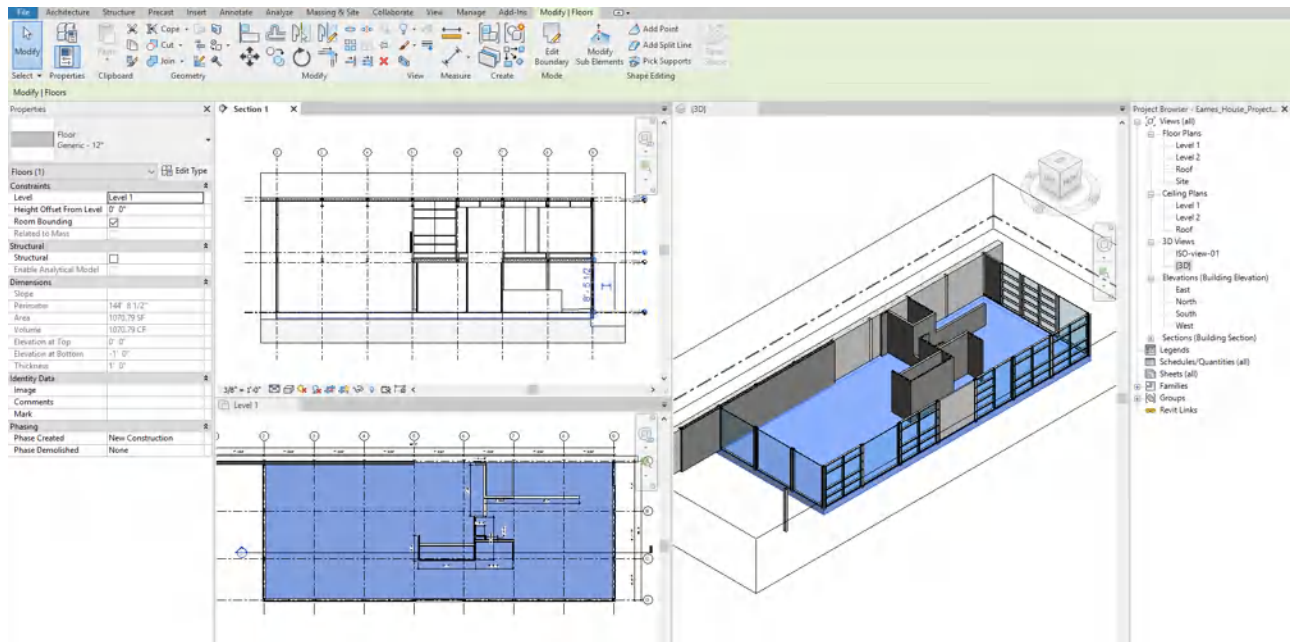 File Architecture Structure Precast Insert Annotate Analyze Massing & Site Collaborate View Manage Add-Ins Modify | Floors
Cope
Cut
Join
Modify
Edit Boundary
Modify Sub Elements
Add Point
Add Split Line
Pick Supports
Select Properties Clipboard Geometry Modify View Measure Create Mode Shape Editing
Modify | Floors
Properties
Floor
Generic - 12"
Floors (1)
Edit Type
Constraints
Level Level 1
Height Offset From Level 0' 0"
Room Bounding
Related to Mass
Structural
Structural
Enable Analytical Model
Dimensions
Slope
Perimeter 144' 8 1/2"
Area 1070.79 SF
Volume 1070.79 CF
Elevation at Top 0' 0"
Elevation at Bottom -1' 0"
Thickness 1' 0"
Identity Data
Image
Comments
Mark
Phasing
Phase Created New Construction
Phase Demolished None
Section 1
8' - 5 1/2"
3/8" = 1'-0"
Level 1
{3D}
Project Browser - Eames_House_Project...
Views (all)
Floor Plans
Level 1
Level 2
Roof
Site
Ceiling Plans
Level 1
Level 2
Roof
3D Views
ISO-view-01
{3D}
Elevations (Building Elevation)
East
North
South
West
Sections (Building Section)
Legends
Schedules/Quantities (all)
Sheets (all)
Families
Groups
Revit Links